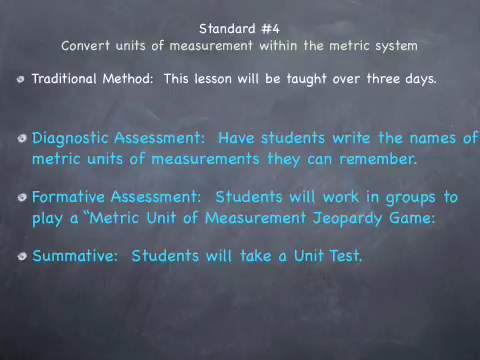 Standard #4
Convert units of measurement within the metric system
Traditional Method:  This lesson will be taught over three days.
Diagnostic Assessment:  Have students write the names of
metric units of measurements they can remember.
Formative Assessment:  Students will work in groups to
play a “Metric Unit of Measurement Jeopardy Game:
Summative:  Students will take a Unit Test.